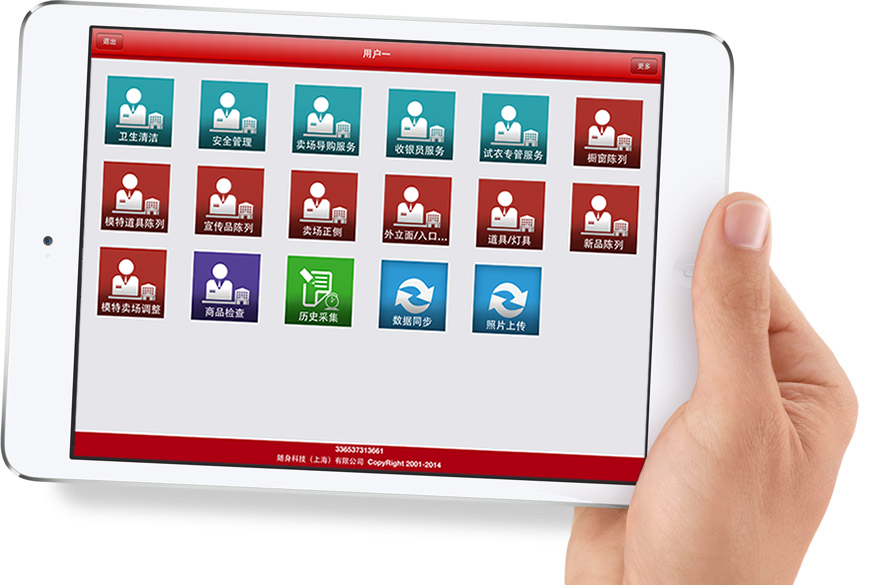 退出
用户一
更多
卫生清洁
安全管理
卖场导购服务
收银员服务
试衣专管服务
橱窗陈列
模特道具陈列
宣传品陈列
卖场正侧
外立面/入口...
道具/灯具
新品陈列
模特卖场调整
商品检查
历史采集
数据同步
照片上传
336537313661
随身科技（上海）有限公司 CopyRight 2001-2014